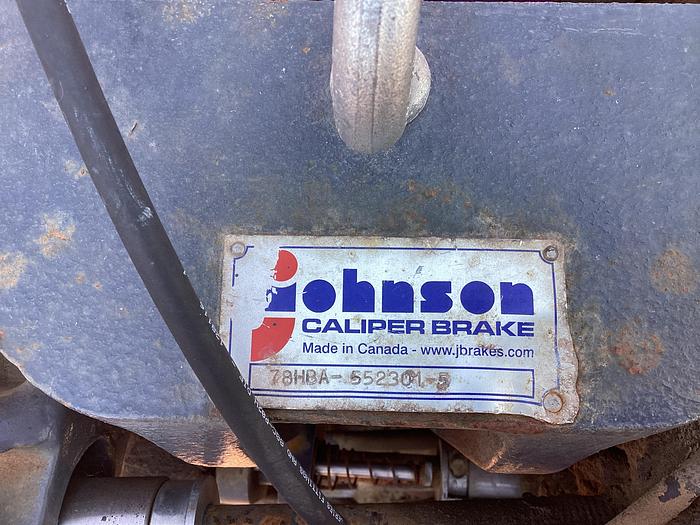 johnson
CALIPER BRAKE
Made in Canada - www.jbrakes.com
78HBA- 552301-5